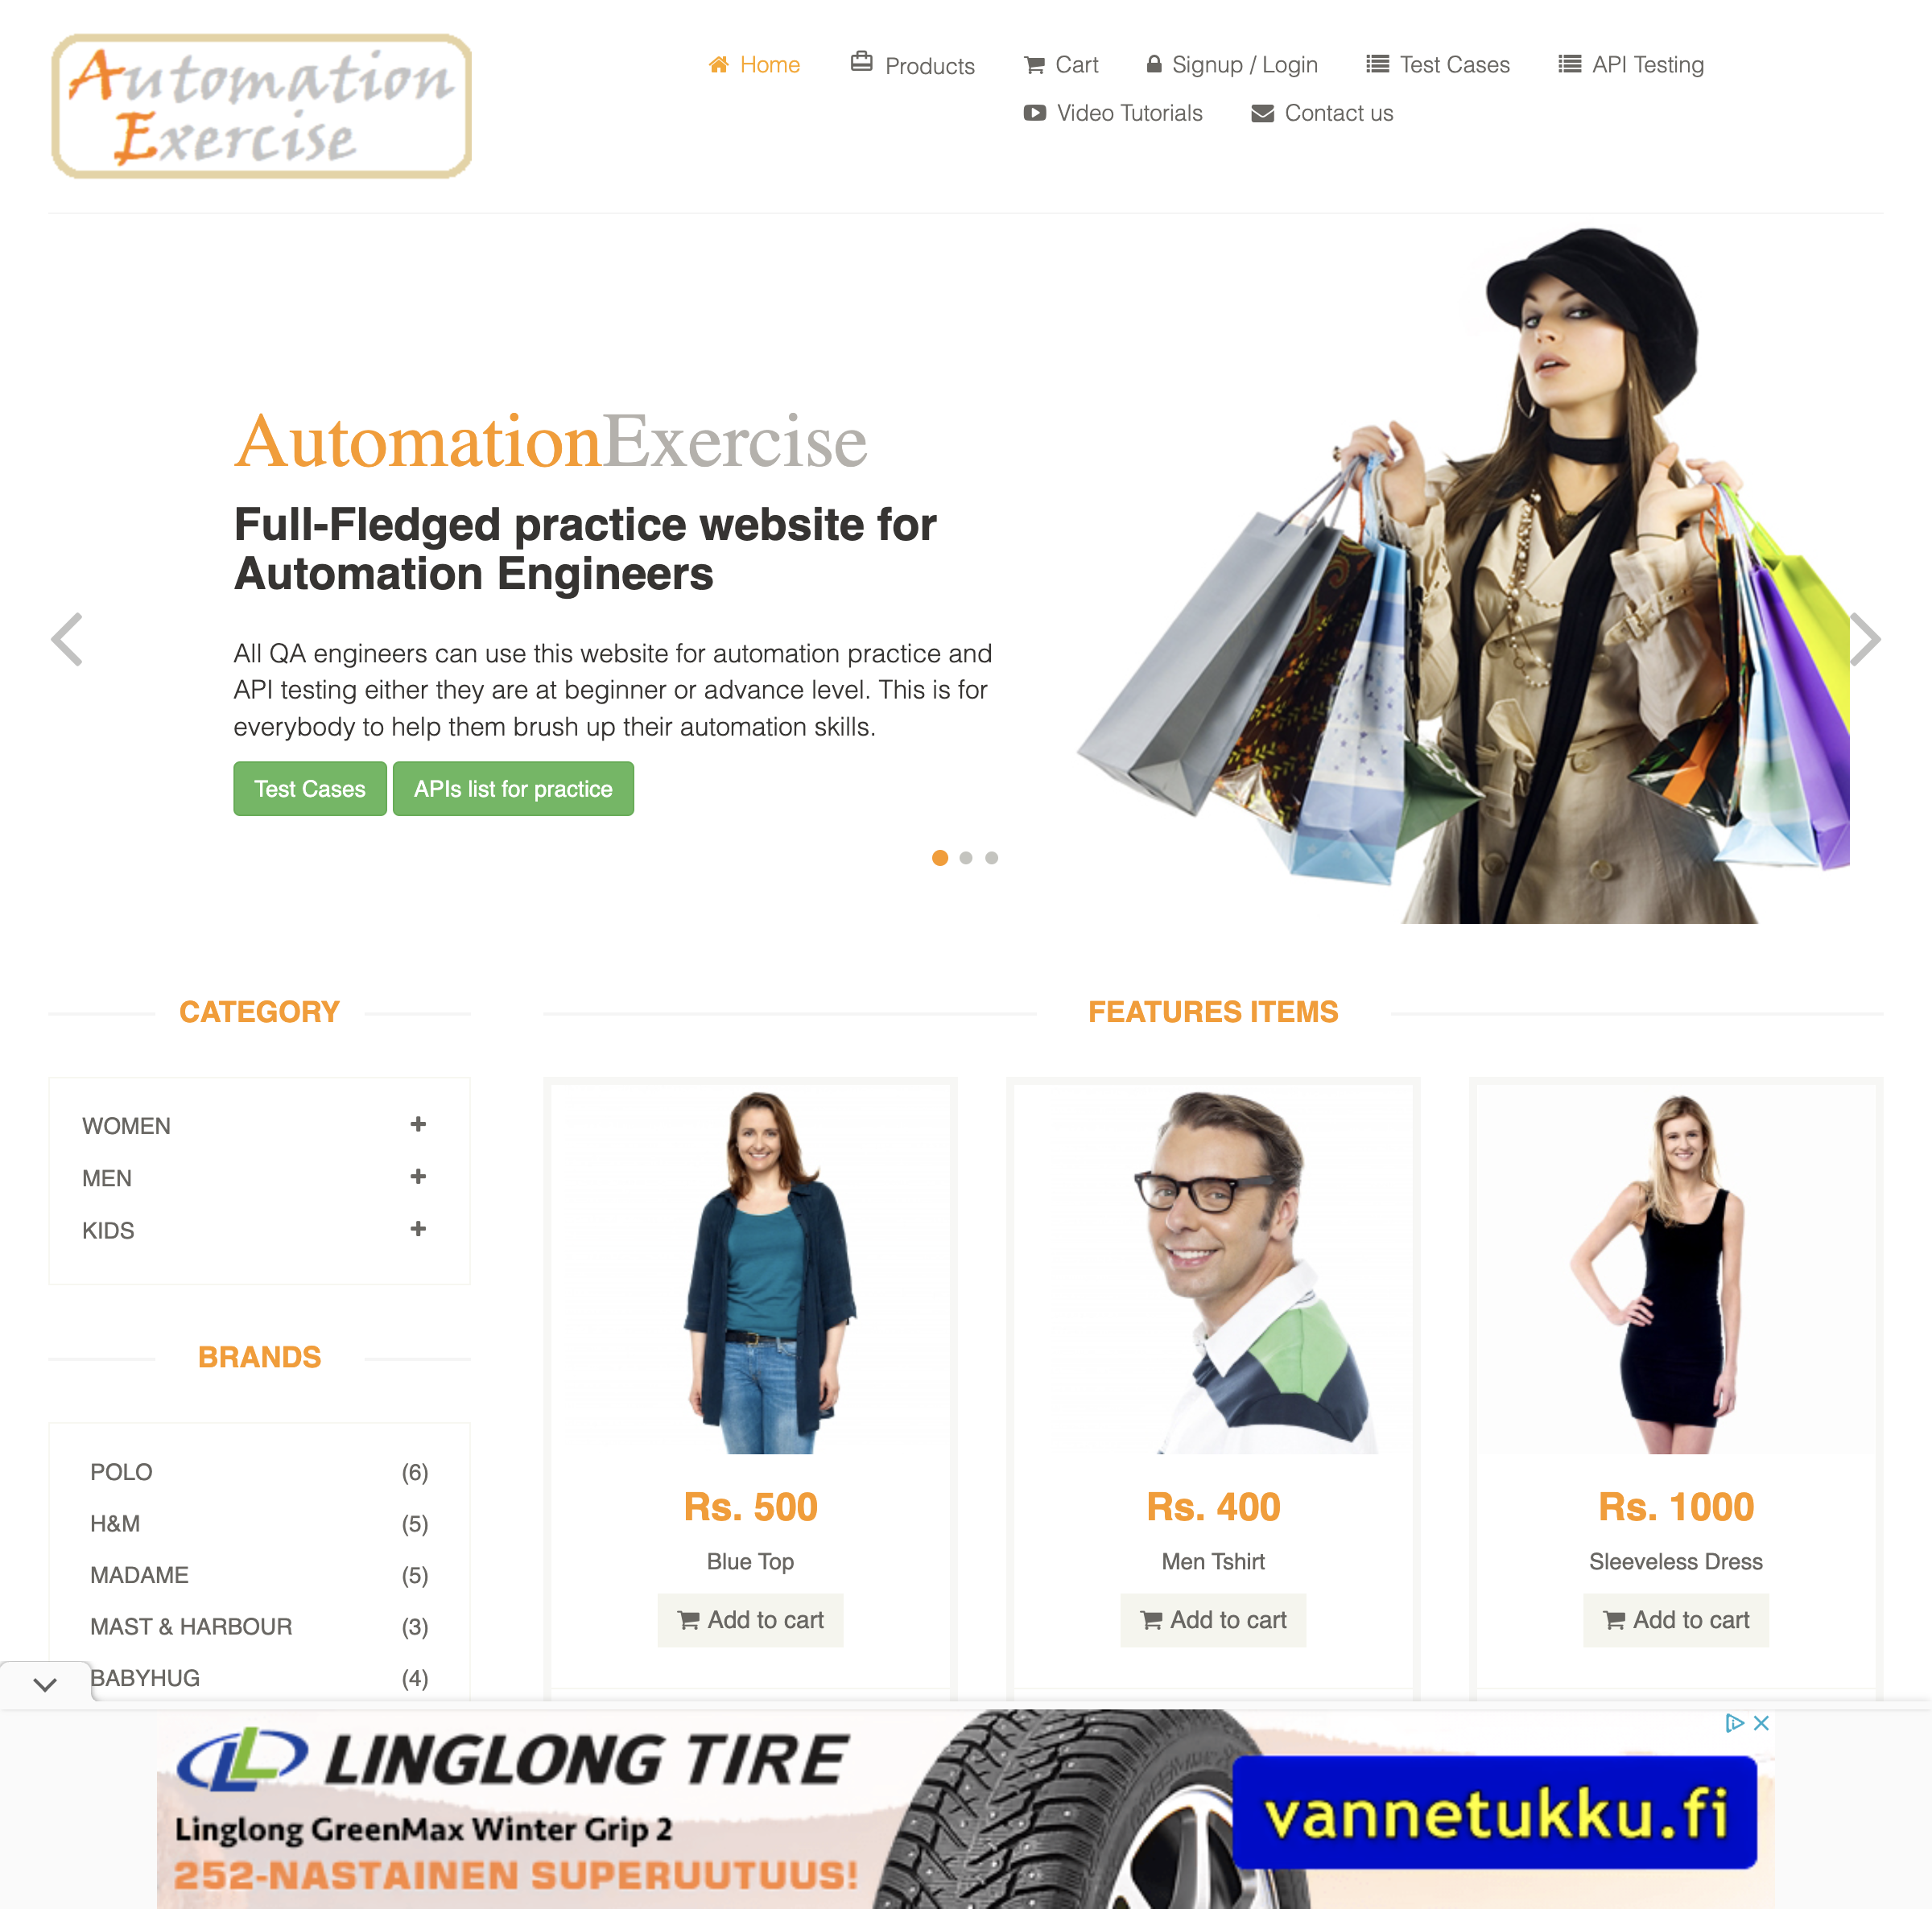 Automation
Exercise
Home
Products
Cart
Signup / Login
Test Cases
API Testing
Video Tutorials
Contact us
AutomationExercise
Full-Fledged practice website for
Automation Engineers
All QA engineers can use this website for automation practice and
API testing either they are at beginner or advance level. This is for
everybody to help them brush up their automation skills.
Test Cases
APIs list for practice
CATEGORY
WOMEN
MEN
KIDS
BRANDS
POLO (6)
H&M (5)
MADAME (5)
MAST & HARBOUR (3)
BABYHUG (4)
FEATURES ITEMS
Rs. 500
Blue Top
Add to cart
Rs. 400
Men Tshirt
Add to cart
Rs. 1000
Sleeveless Dress
Add to cart
LINGLONG TIRE
Linglong GreenMax Winter Grip 2
252-NASTAINEN SUPERUUTUUS!
vannetukku.fi